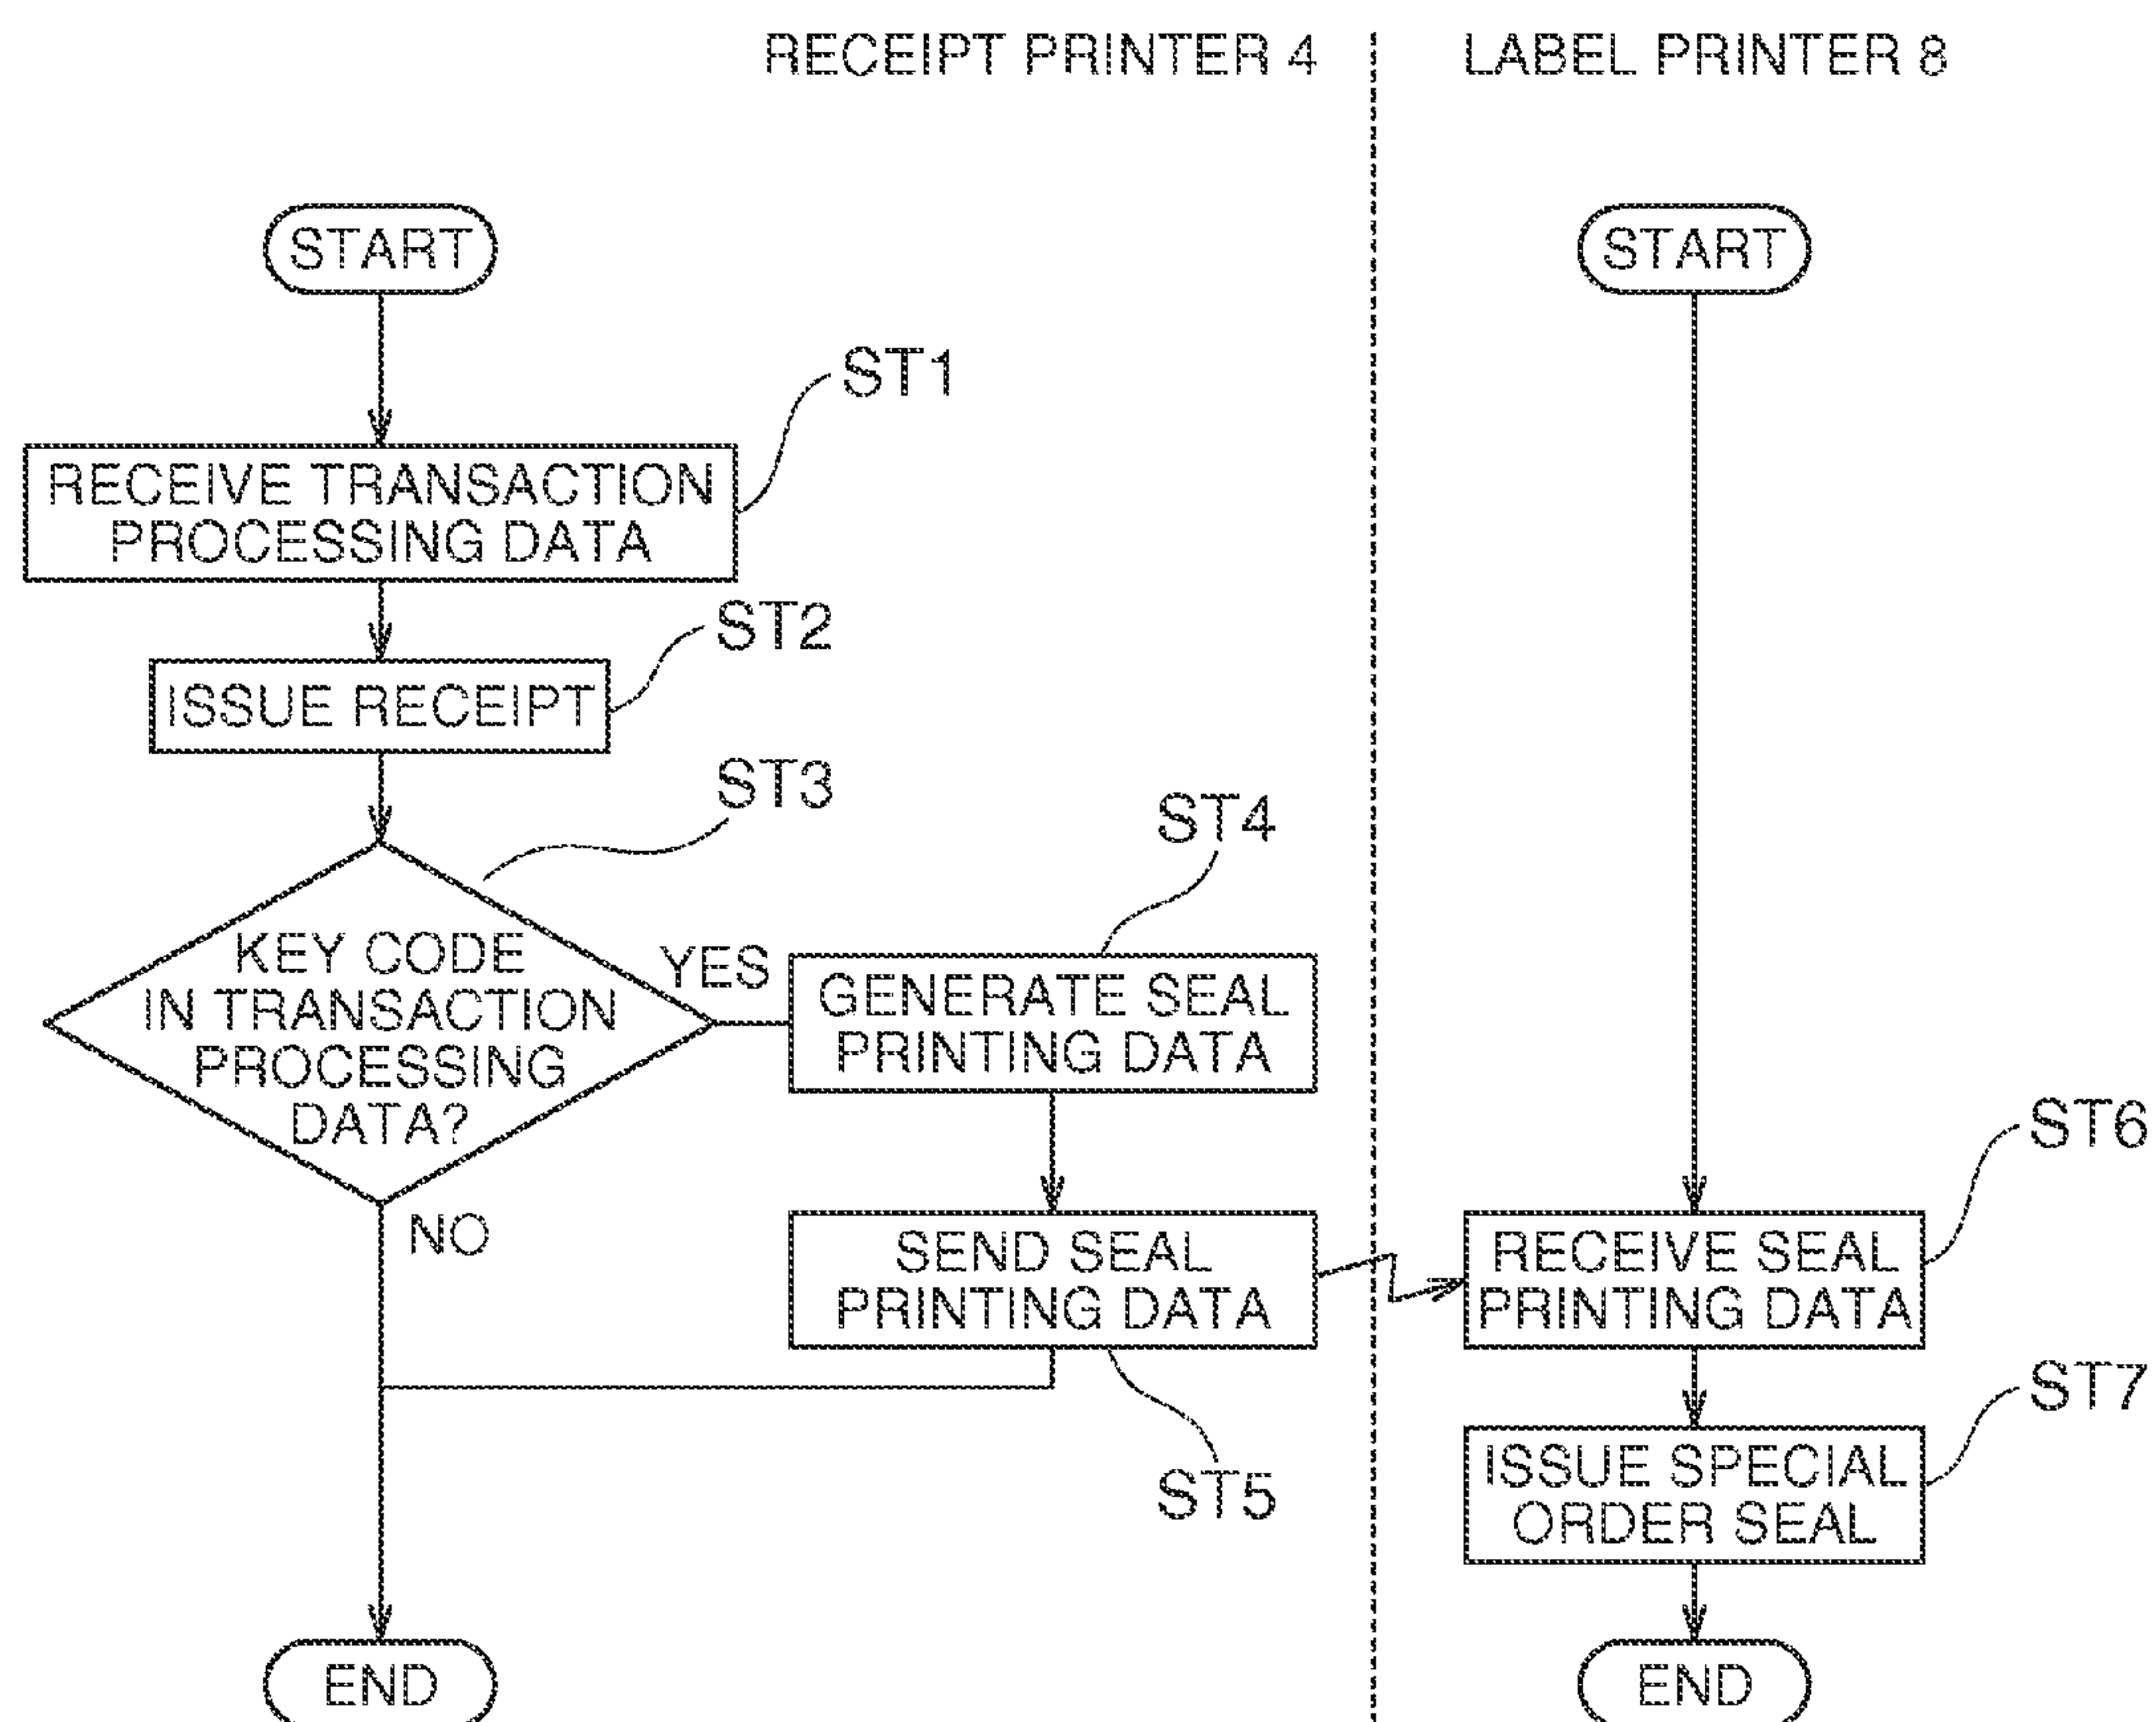 RECEIPT PRINTER 4
LABEL PRINTER 8
START
START
ST1
RECEIVE TRANSACTION
PROCESSING DATA
ST2
ISSUE RECEIPT
ST3
ST4
KEY CODE
IN TRANSACTION
PROCESSING
DATA?
YES
GENERATE SEAL
PRINTING DATA
NO
SEND SEAL
PRINTING DATA
ST5
ST6
RECEIVE SEAL
PRINTING DATA
ST7
ISSUE SPECIAL
ORDER SEAL
END
END